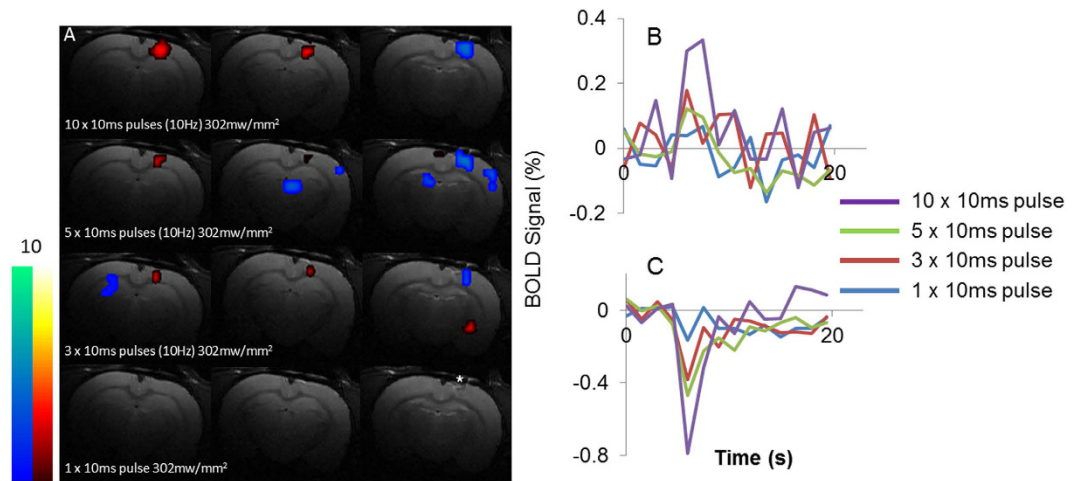 A
10 x 10ms pulses (10Hz) 302mw/mm²
5 x 10ms pulses (10Hz) 302mw/mm²
3 x 10ms pulses (10Hz) 302mw/mm²
1 x 10ms pulse 302mw/mm²
*
10
BOLD Signal (%)
B
0.4
0.2
0
-0.2
0
20
C
0
-0.4
-0.8
0
20
Time (s)
10 x 10ms pulse
5 x 10ms pulse
3 x 10ms pulse
1 x 10ms pulse